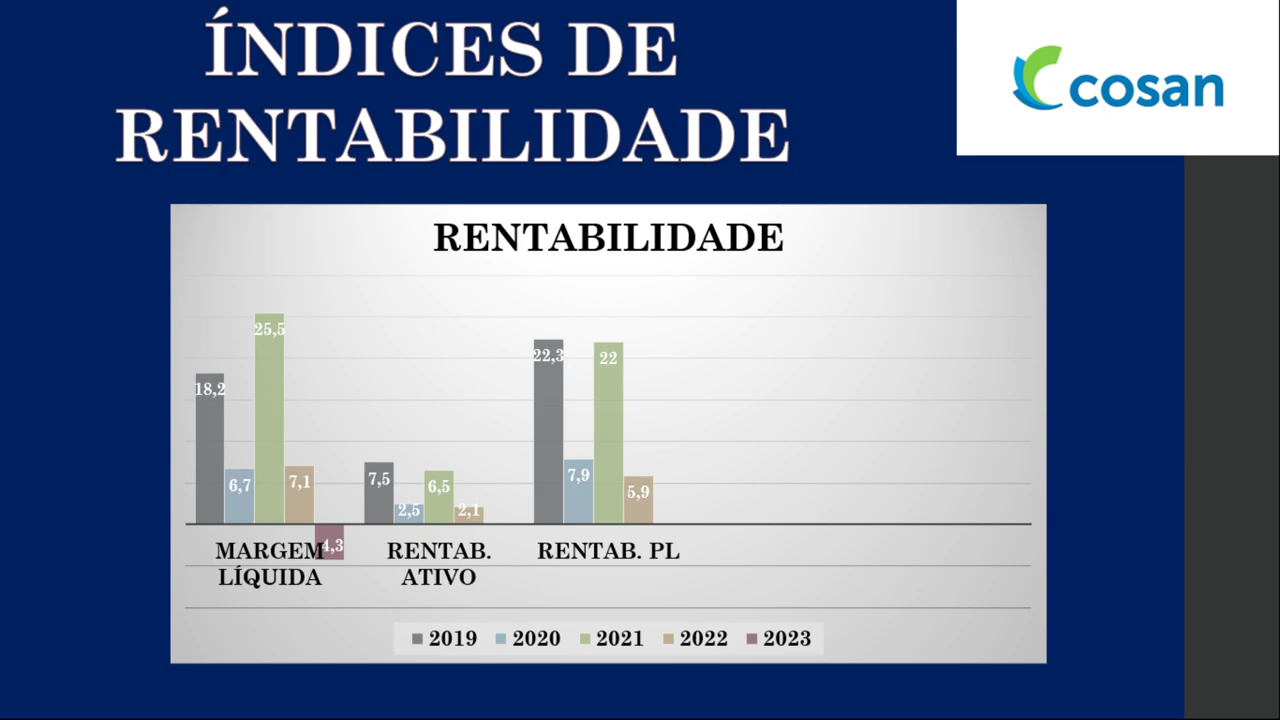 ÍNDICES DE
RENTABILIDADE
cosan
RENTABILIDADE
25,5
22,3
22
18,2
7,5
7,9
6,7
7,1
6,5
5,9
2,5
2,1
4,3
MARGEM
LÍQUIDA
RENTAB.
ATIVO
RENTAB. PL
2019 2020 2021 2022 2023